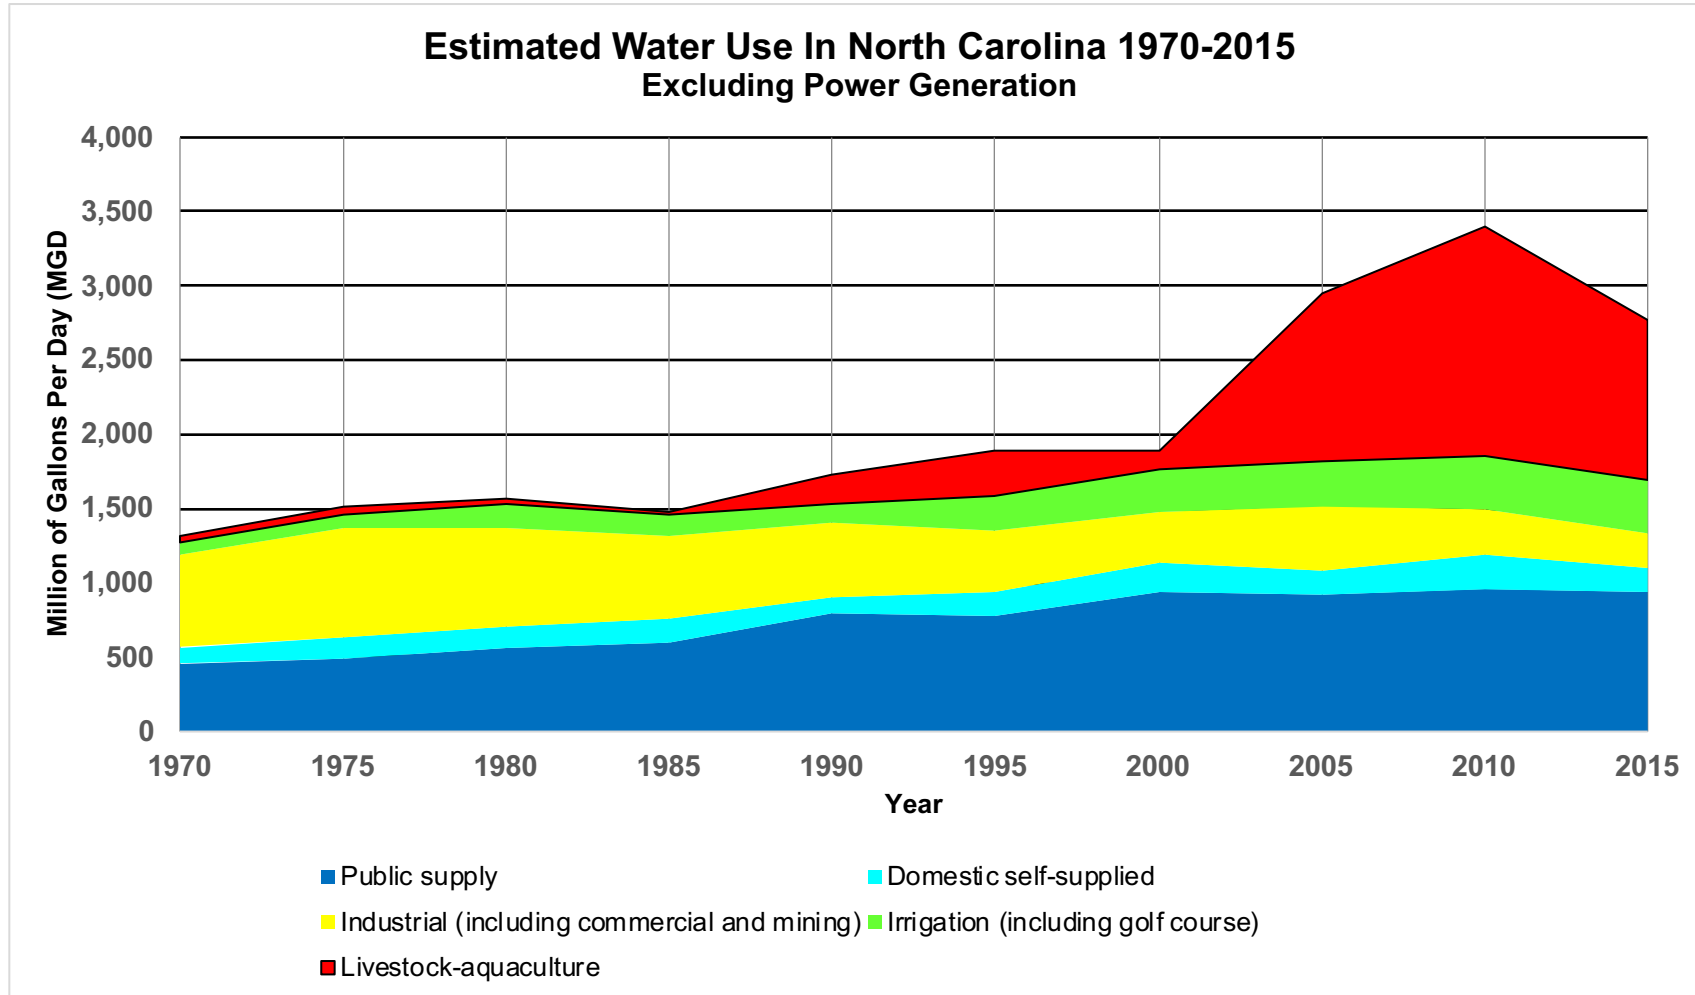 Estimated Water Use In North Carolina 1970-2015
Excluding Power Generation
Million of Gallons Per Day (MGD
4,000
3,500
3,000
2,500
2,000
1,500
1,000
500
0
1970 1975 1980 1985 1990 1995 2000 2005 2010 2015
Year
Public supply Domestic self-supplied
Industrial (including commercial and mining) Irrigation (including golf course)
Livestock-aquaculture